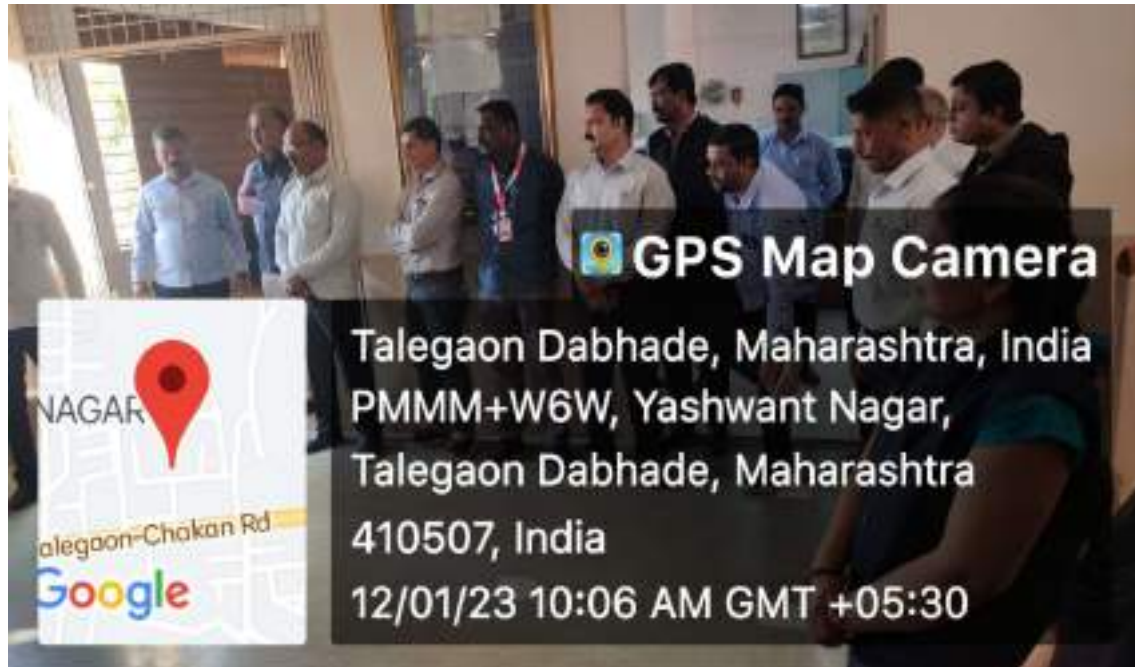 GPS Map Camera
Talegaon Dabhade, Maharashtra, India
PMMM+W6W, Yashwant Nagar,
Talegaon Dabhade, Maharashtra
410507, India
12/01/23 10:06 AM GMT +05:30
NAGAR
alegaon-Chakan Rd
Google